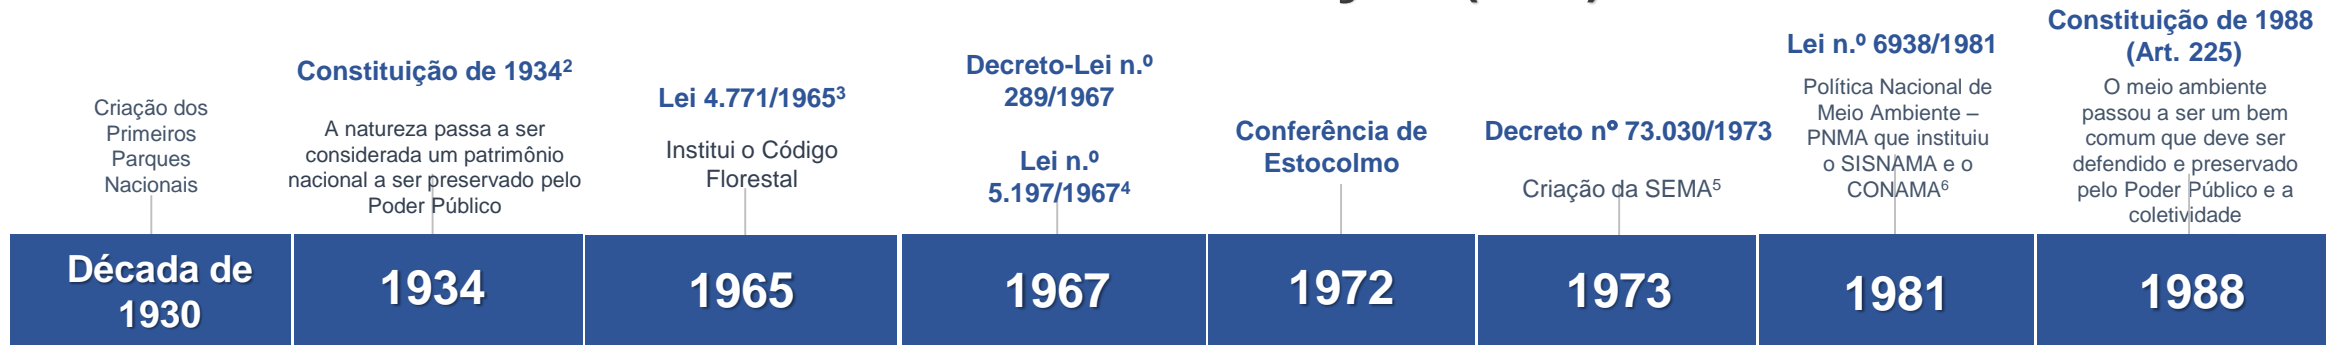 Criação dos
Primeiros
Parques
Nacionais
Década de
1930
Constituição de 1934²
A natureza passa a ser
considerada um patrimônio
nacional a ser preservado pelo
Poder Público
1934
Lei 4.771/1965³
Institui o Código
Florestal
1965
Decreto-Lei n.º
289/1967
Lei n.º
5.197/1967⁴
1967
Conferência de
Estocolmo
1972
Decreto nº 73.030/1973
Criação da SEMA⁵
1973
Lei n.º 6938/1981
Política Nacional de
Meio Ambiente –
PNMA que instituiu
o SISNAMA e o
CONAMA⁶
1981
Constituição de 1988
(Art. 225)
O meio ambiente
passou a ser um bem
comum que deve ser
defendido e preservado
pelo Poder Público e a
coletividade
1988